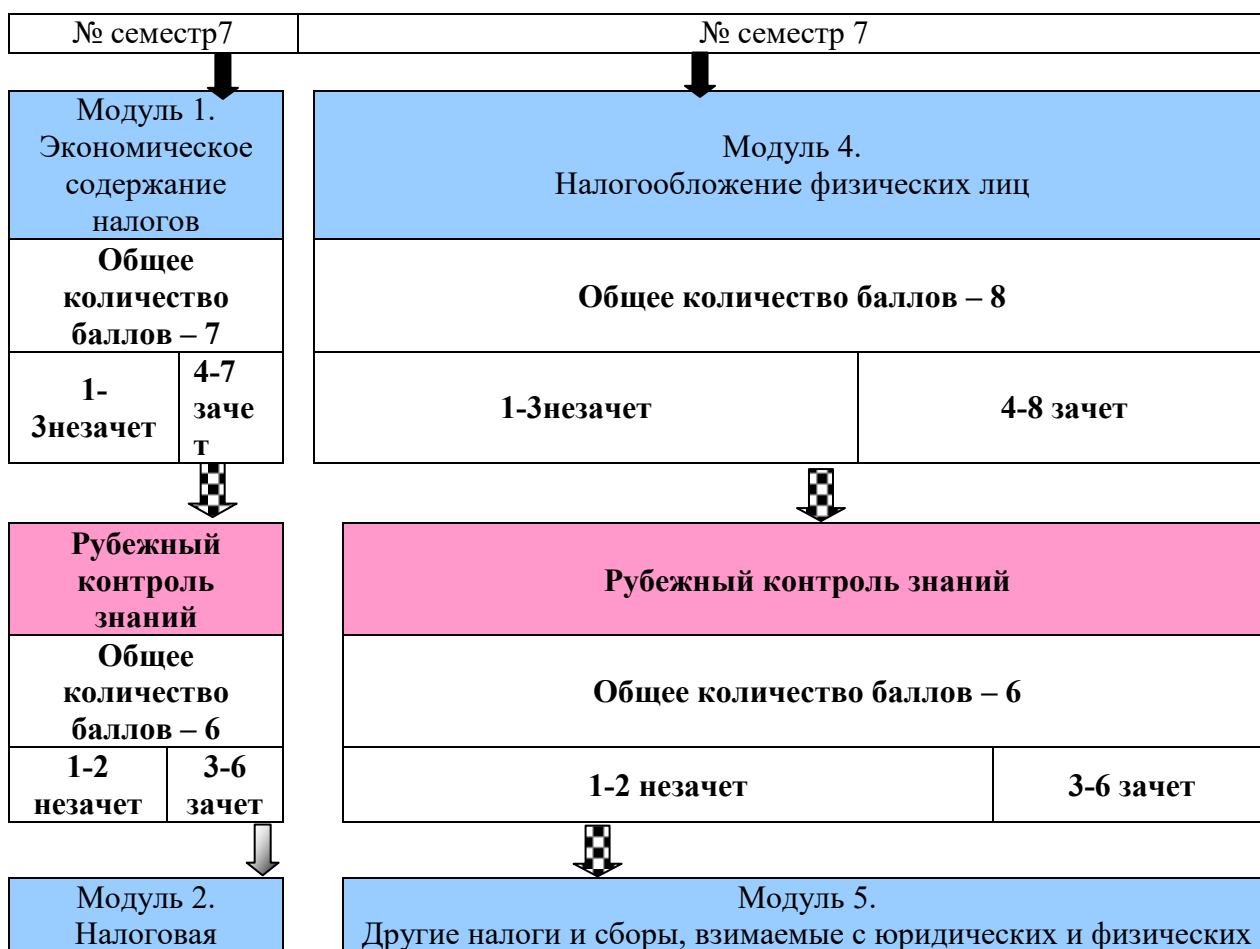 № семестр7
№ семестр 7
Модуль 1.
Экономическое
содержание
налогов
Модуль 4.
Налогообложение физических лиц
Общее
количество
баллов – 7
Общее количество баллов – 8
1-
3незачет
4-7
заче
т
1-3незачет
4-8 зачет
Рубежный
контроль
знаний
Рубежный контроль знаний
Общее
количество
баллов – 6
Общее количество баллов – 6
1-2
незачет
3-6
зачет
1-2 незачет
3-6 зачет
Модуль 2.
Налоговая
Модуль 5.
Другие налоги и сборы, взимаемые с юридических и физических